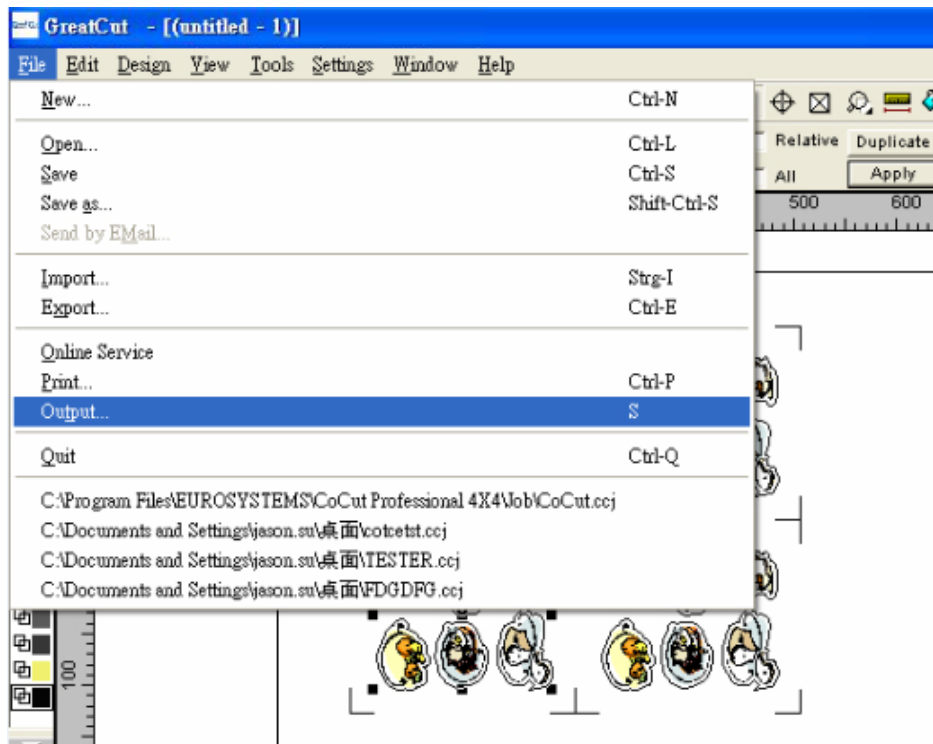 GreatCut - [(untitled - 1)]
File Edit Design View Tools Settings Window Help
New... Ctrl-N
Open... Ctrl-L
Save Ctrl-S
Save as... Shift-Ctrl-S
Send by EMail...
Import... Strg-I
Export... Ctrl-E
Online Service
Print... Ctrl-P
Output... S
Quit Ctrl-Q
C:\Program Files\EUROSYSTEMS\CoCut Professional 4X4\Job\CoCut.ccj
C:\Documents and Settings\jason.su\桌面\cotcetst.ccj
C:\Documents and Settings\jason.su\桌面\TESTER.ccj
C:\Documents and Settings\jason.su\桌面\FDGDFG.ccj
Relative Duplicate
All Apply
500 600
100